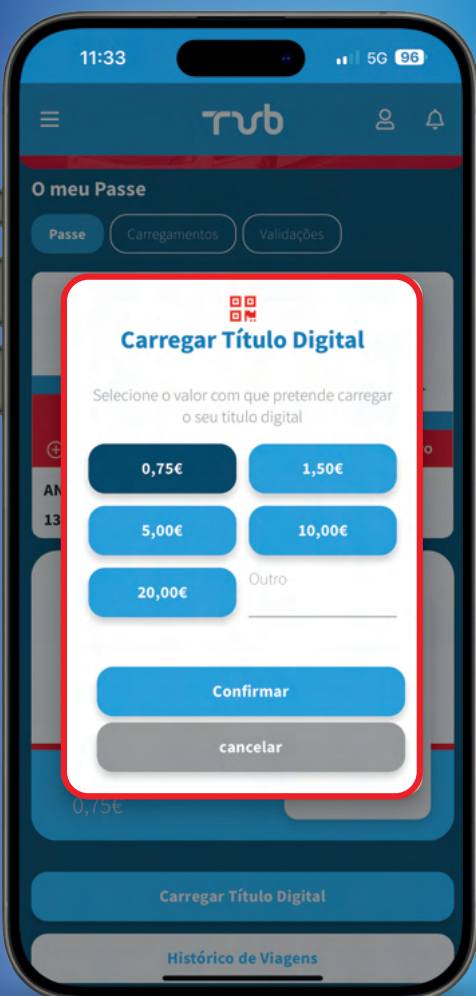 11:33
5G 96
TUB
O meu Passe
Passe Carregamentos Validações
Carregar Título Digital
Selecione o valor com que pretende carregar
o seu titulo digital
0,75€ 1,50€
5,00€ 10,00€
20,00€ Outro
Confirmar
cancelar
0,75€
Carregar Título Digital
Histórico de Viagens